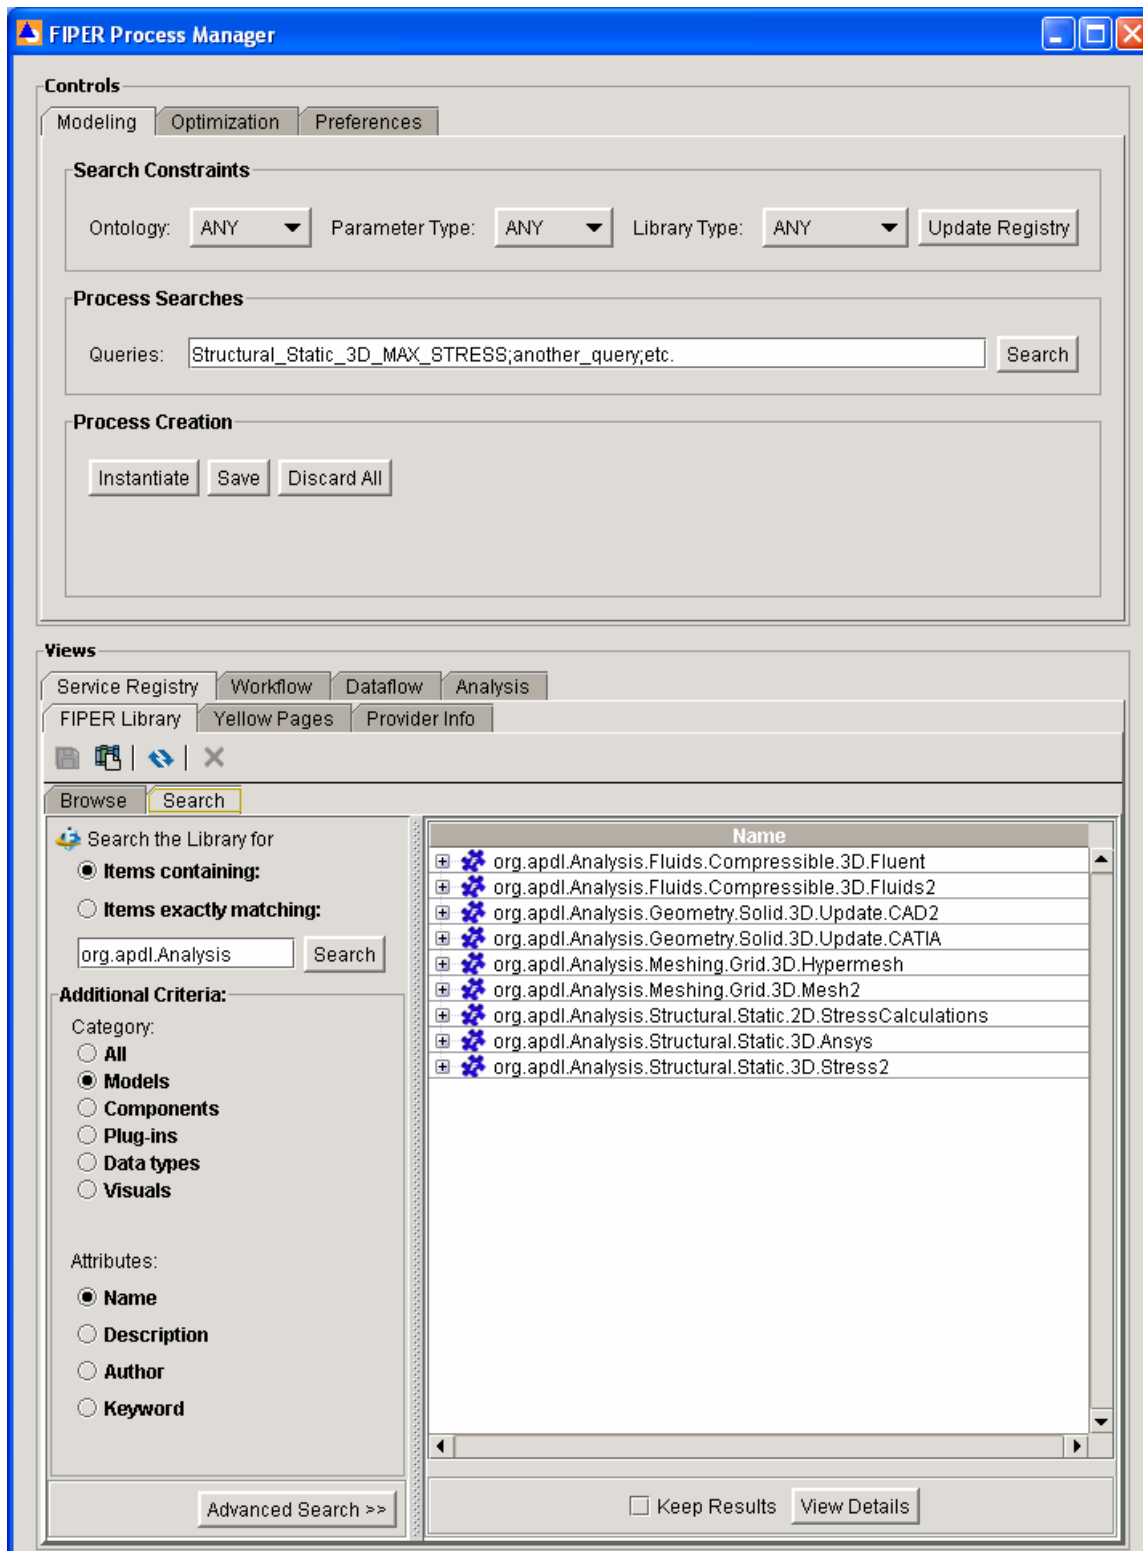 FIPER Process Manager
Controls
Modeling Optimization Preferences
Search Constraints
Ontology: ANY Parameter Type: ANY Library Type: ANY Update Registry
Process Searches
Queries: Structural_Static_3D_MAX_STRESS;another_query;etc. Search
Process Creation
Instantiate Save Discard All
Views
Service Registry Workflow Dataflow Analysis
FIPER Library Yellow Pages Provider Info
Browse Search
Search the Library for
Items containing:
Items exactly matching:
org.apdl.Analysis Search
Additional Criteria:
Category:
All
Models
Components
Plug-ins
Data types
Visuals
Attributes:
Name
Description
Author
Keyword
Advanced Search >>
Name
org.apdl.Analysis.Fluids.Compressible.3D.Fluent
org.apdl.Analysis.Fluids.Compressible.3D.Fluids2
org.apdl.Analysis.Geometry.Solid.3D.Update.CAD2
org.apdl.Analysis.Geometry.Solid.3D.Update.CATIA
org.apdl.Analysis.Meshing.Grid.3D.Hypermesh
org.apdl.Analysis.Meshing.Grid.3D.Mesh2
org.apdl.Analysis.Structural.Static.2D.StressCalculations
org.apdl.Analysis.Structural.Static.3D.Ansys
org.apdl.Analysis.Structural.Static.3D.Stress2
Keep Results View Details